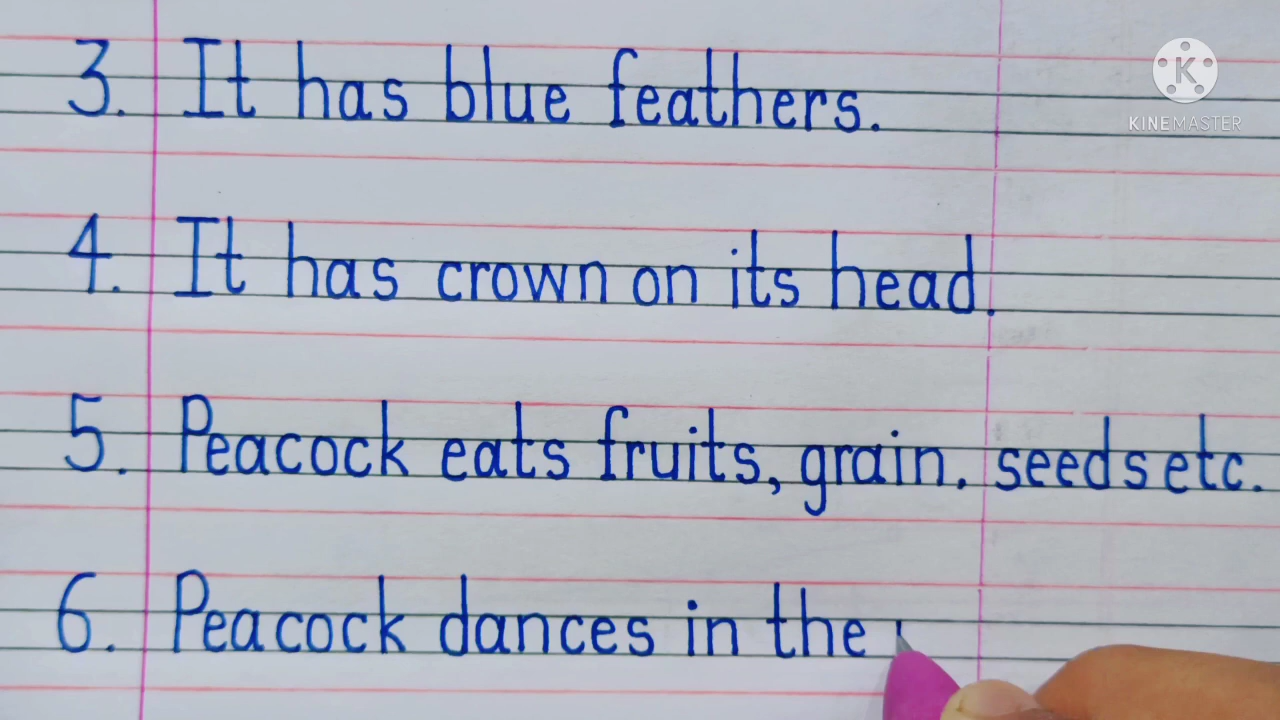 3. It has blue feathers.
K
KINEMASTER
4. It has crown on its head.
5. Peacock eats fruits, grain. seeds etc.
6. Peacock dances in the